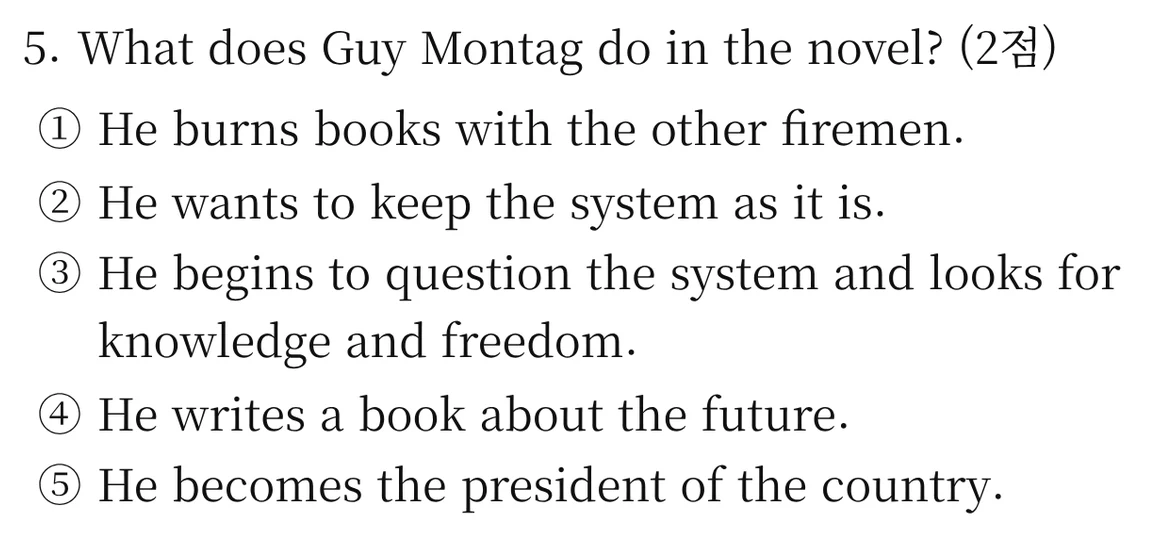 5. What does Guy Montag do in the novel? (2점)
① He burns books with the other firemen.
② He wants to keep the system as it is.
③ He begins to question the system and looks for
knowledge and freedom.
④ He writes a book about the future.
⑤ He becomes the president of the country.